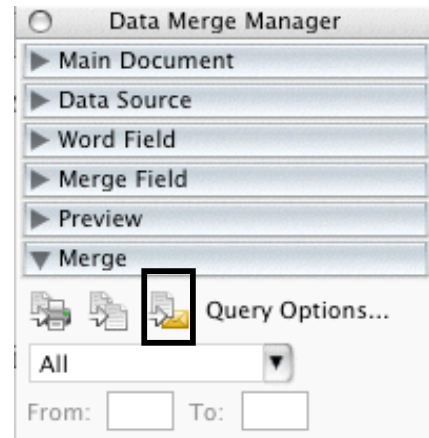 Data Merge Manager
Main Document
Data Source
Word Field
Merge Field
Preview
Merge
Query Options...
All
From: To: